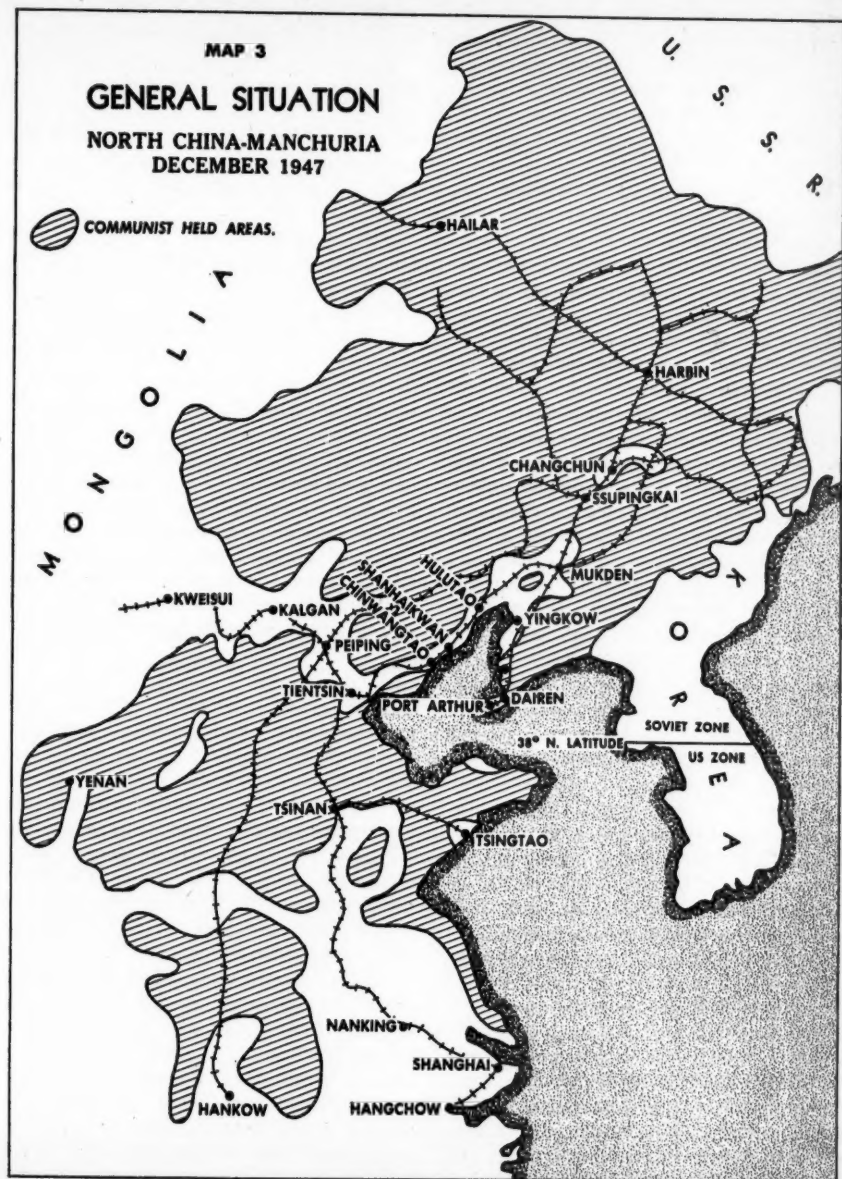 MAP 3
GENERAL SITUATION
NORTH CHINA-MANCHURIA
DECEMBER 1947
COMMUNIST HELD AREAS.
U. S. S. R.
MONGOLIA
HAILAR
HARBIN
CHANGCHUN
SSUPINGKAI
HULUTAO
SHANHAIKWAN
CHINWANGTAO
MUKDEN
KWEISUI
KALGAN
YINGKOW
PEIPING
TIENTSIN
PORT ARTHUR
DAIREN
KOREA
SOVIET ZONE
38° N. LATITUDE
US ZONE
YENAN
TSINAN
TSINGTAO
NANKING
SHANGHAI
HANKOW
HANGCHOW